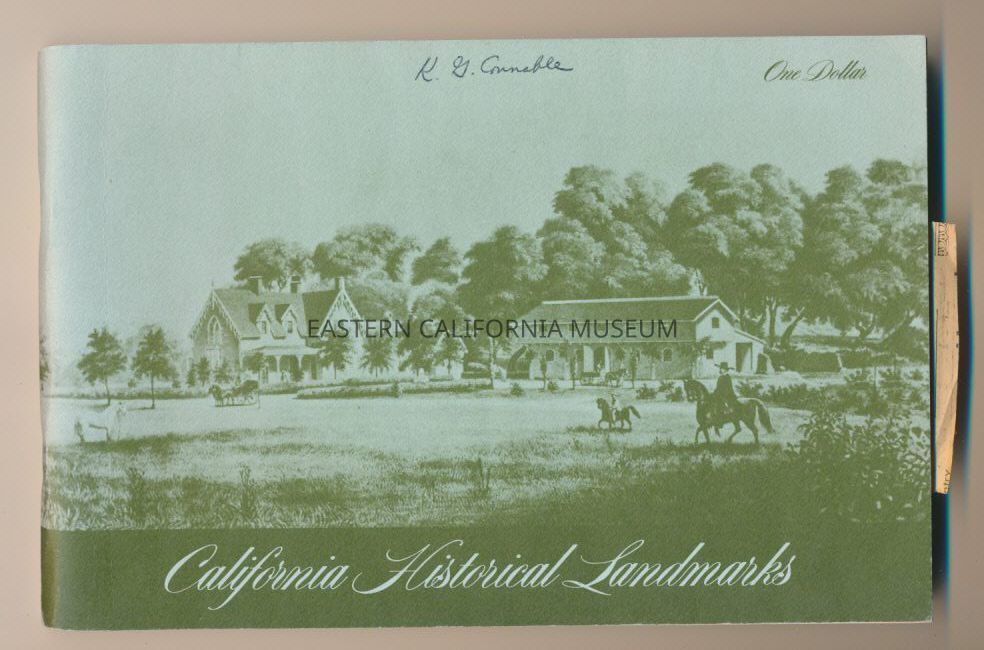 K. G. Connable
One Dollar
EASTERN CALIFORNIA MUSEUM
California Historical Landmarks